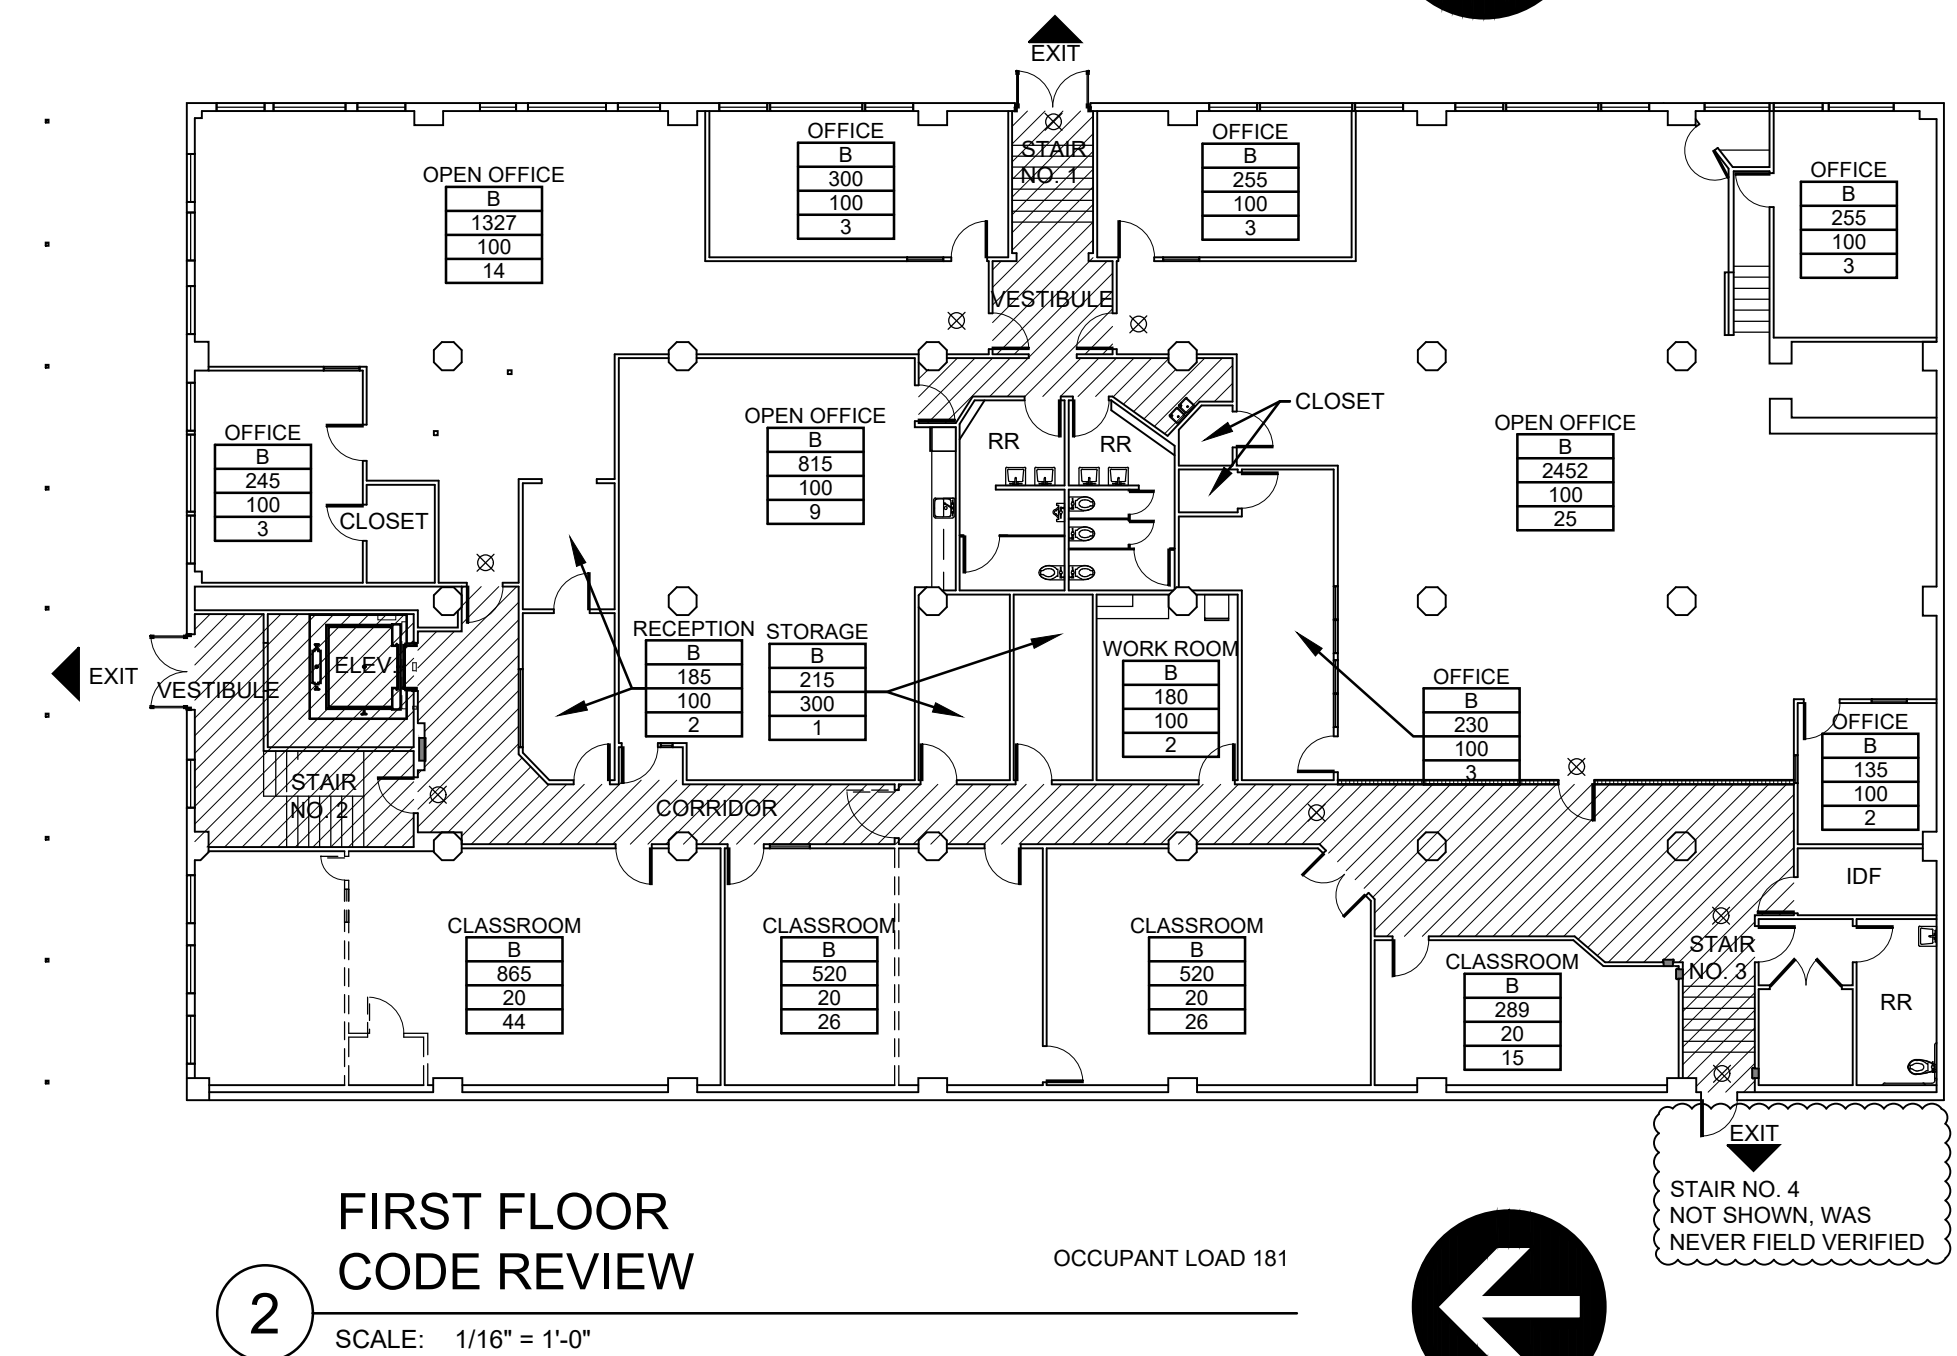 EXIT
OPEN OFFICE
B
1327
100
14
OFFICE
B
300
100
3
STAIR
NO. 1
OFFICE
B
255
100
3
OFFICE
B
255
100
3
VESTIBULE
OFFICE
B
245
100
3
CLOSET
OPEN OFFICE
B
815
100
9
RR
RR
CLOSET
OPEN OFFICE
B
2452
100
25
EXIT
VESTIBULE
ELEV.
RECEPTION
B
185
100
2
STORAGE
B
215
300
1
WORK ROOM
B
180
100
2
OFFICE
B
230
100
3
OFFICE
B
135
100
2
STAIR
NO. 2
CORRIDOR
IDF
CLASSROOM
B
865
20
44
CLASSROOM
B
520
20
26
CLASSROOM
B
520
20
26
CLASSROOM
B
289
20
15
STAIR
NO. 3
RR
EXIT
STAIR NO. 4
NOT SHOWN, WAS
NEVER FIELD VERIFIED
FIRST FLOOR
CODE REVIEW
OCCUPANT LOAD 181
2
SCALE: 1/16" = 1'-0"